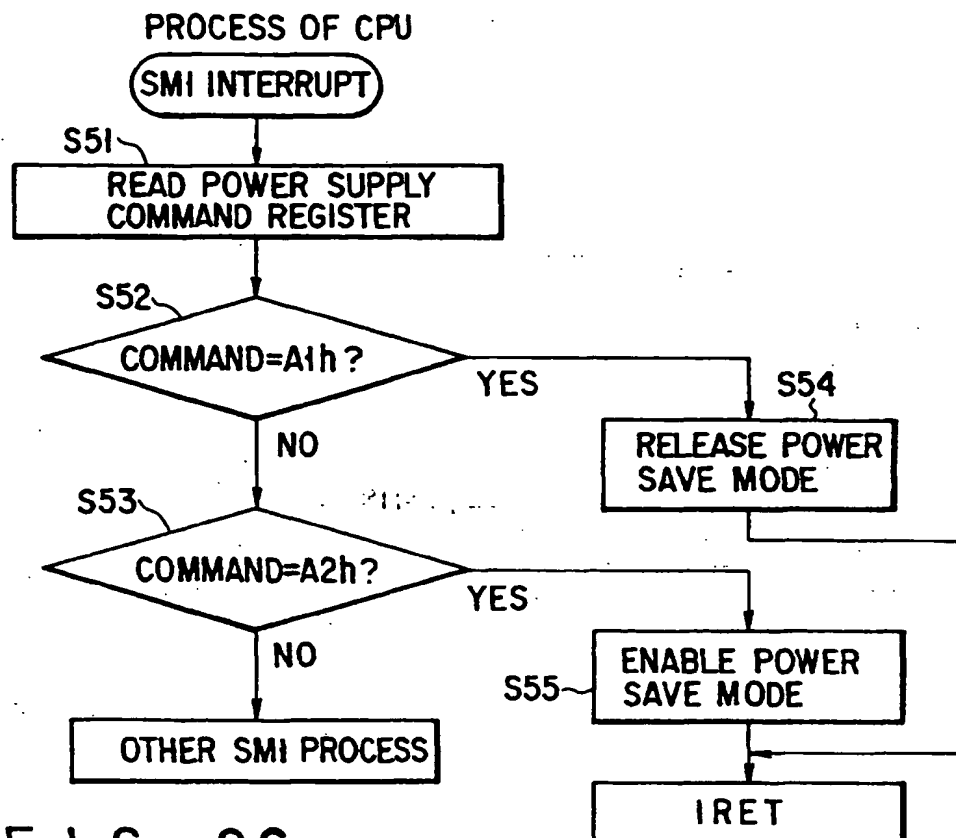 PROCESS OF CPU
SMI INTERRUPT
S51
READ POWER SUPPLY
COMMAND REGISTER
S52
COMMAND=A1h?
YES
NO
S54
RELEASE POWER
SAVE MODE
S53
COMMAND=A2h?
YES
NO
S55
ENABLE POWER
SAVE MODE
OTHER SMI PROCESS
IRET